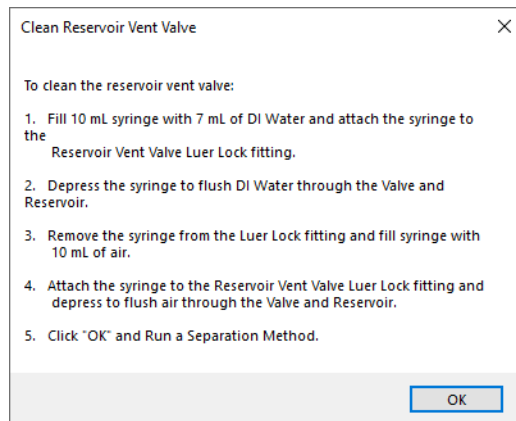 Clean Reservoir Vent Valve
To clean the reservoir vent valve:
1. Fill 10 mL syringe with 7 mL of DI Water and attach the syringe to
the
Reservoir Vent Valve Luer Lock fitting.
2. Depress the syringe to flush DI Water through the Valve and
Reservoir.
3. Remove the syringe from the Luer Lock fitting and fill syringe with
10 mL of air.
4. Attach the syringe to the Reservoir Vent Valve Luer Lock fitting and
depress to flush air through the Valve and Reservoir.
5. Click "OK" and Run a Separation Method.
OK